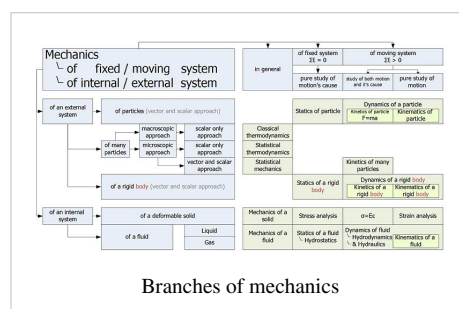 Mechanics
of fixed / moving system
of internal / external system
in general
of fixed system
ΣΙ = 0
of moving system
ΣΙ > 0
pure study of
motion's cause
study of both motion
and it's cause
pure study of
motion
of an external
system
of particles (vector and scalar approach)
Statics of particle
Dynamics of a particle
Kinetics of particle
F=ma
Kinematics of
particle
of many
particles
macroscopic
approach
scalar only
approach
Classical
thermodynamics
microscopic
approach
scalar only
approach
Statistical
thermodynamics
vector and scalar
approach
Statistical
mechanics
Kinetics of many
particles
of a rigid body (vector and scalar approach)
Statics of a rigid
body
Dynamics of a rigid body
Kinetics of a
rigid body
Kinematics of a
rigid body
of an internal
system
of a deformable solid
Mechanics of a
solid
Stress analysis
σ=Eε
Strain analysis
of a fluid
Liquid
Gas
Mechanics of a
fluid
Statics of a fluid
Hydrostatics
Dynamics of fluid
Hydrodynamics
& Hydraulics
Kinematics of a
fluid
Branches of mechanics